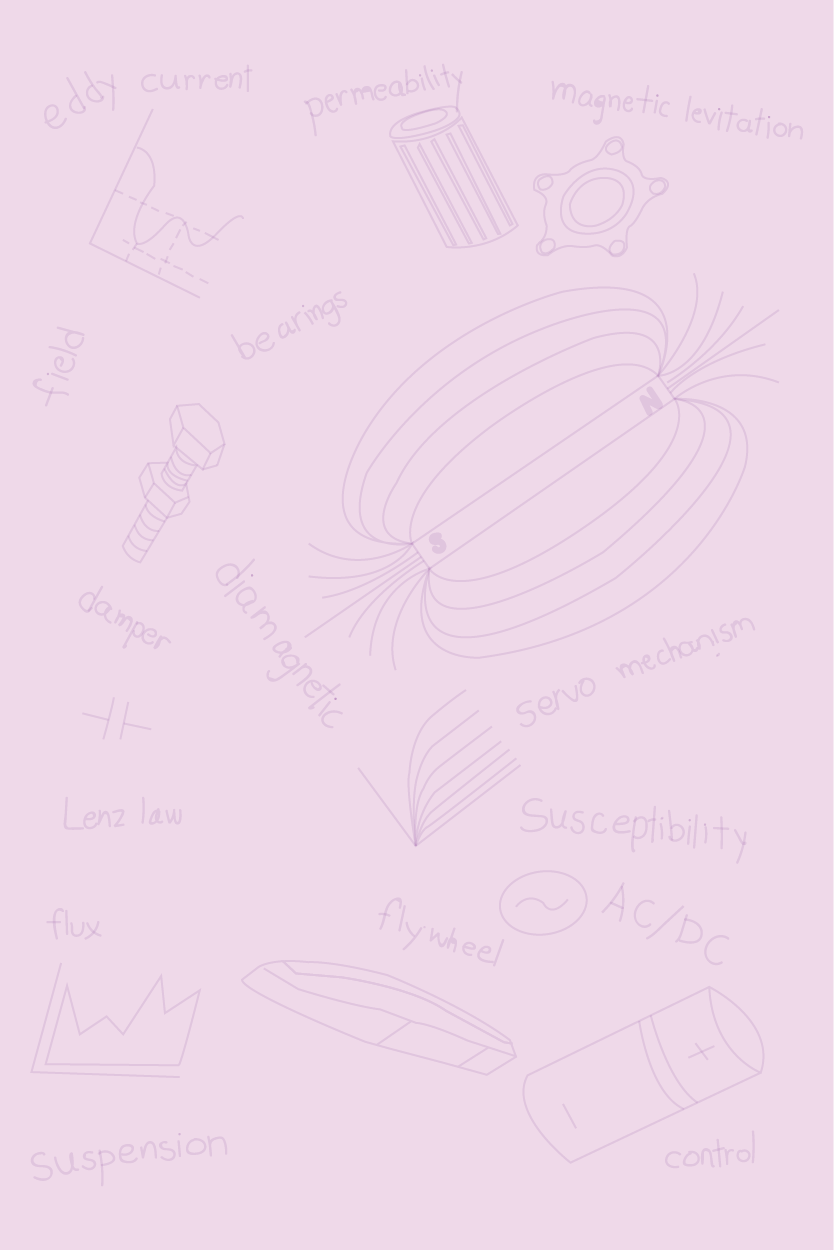 eddy current
permeability
magnetic levitation
bearings
field
N
S
diamagnetic
damper
servo mechanism
Lenz law
Susceptibility
AC/DC
flux
flywheel
+
-
Suspension
control